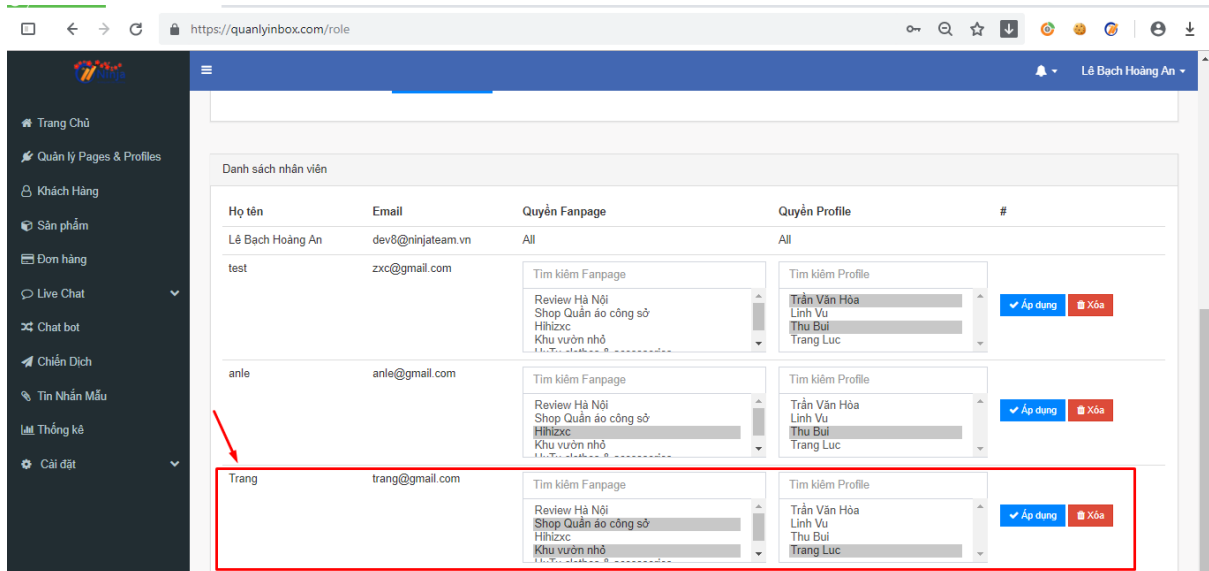 https://quanlyinbox.com/role
Lê Bạch Hoàng An
Trang Chủ
Quản lý Pages & Profiles
Khách Hàng
Sản phẩm
Đơn hàng
Live Chat
Chat bot
Chiến Dịch
Tin Nhắn Mẫu
Thống kê
Cài đặt
Danh sách nhân viên
Họ tên Email Quyền Fanpage Quyền Profile #
Lê Bạch Hoàng An dev8@ninjateam.vn All All
test zxc@gmail.com
Tìm kiếm Fanpage Tìm kiếm Profile
Review Hà Nội Trần Văn Hòa
Shop Quần áo công sở Linh Vu
Hihizxc Thu Bui
Khu vườn nhỏ Trang Luc
Áp dụng Xóa
anle anle@gmail.com
Tìm kiếm Fanpage Tìm kiếm Profile
Review Hà Nội Trần Văn Hòa
Shop Quần áo công sở Linh Vu
Hihizxc Thu Bui
Khu vườn nhỏ Trang Luc
Áp dụng Xóa
Trang trang@gmail.com
Tìm kiếm Fanpage Tìm kiếm Profile
Review Hà Nội Trần Văn Hòa
Shop Quần áo công sở Linh Vu
Hihizxc Thu Bui
Khu vườn nhỏ Trang Luc
Áp dụng Xóa